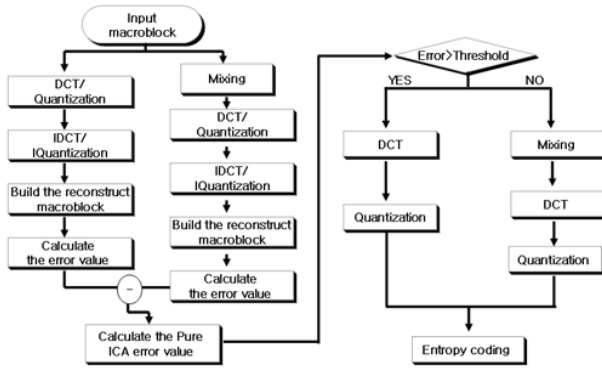 Input
macroblock
DCT/
Quantization
IDCT/
IQuantization
Build the reconstruct
macroblock
Calculate
the error value
Mixing
DCT/
Quantization
IDCT/
IQuantization
Build the reconstruct
macroblock
Calculate
the error value
−
Calculate the Pure
ICA error value
Error>Threshold
YES
NO
DCT
Quantization
Mixing
DCT
Quantization
Entropy coding